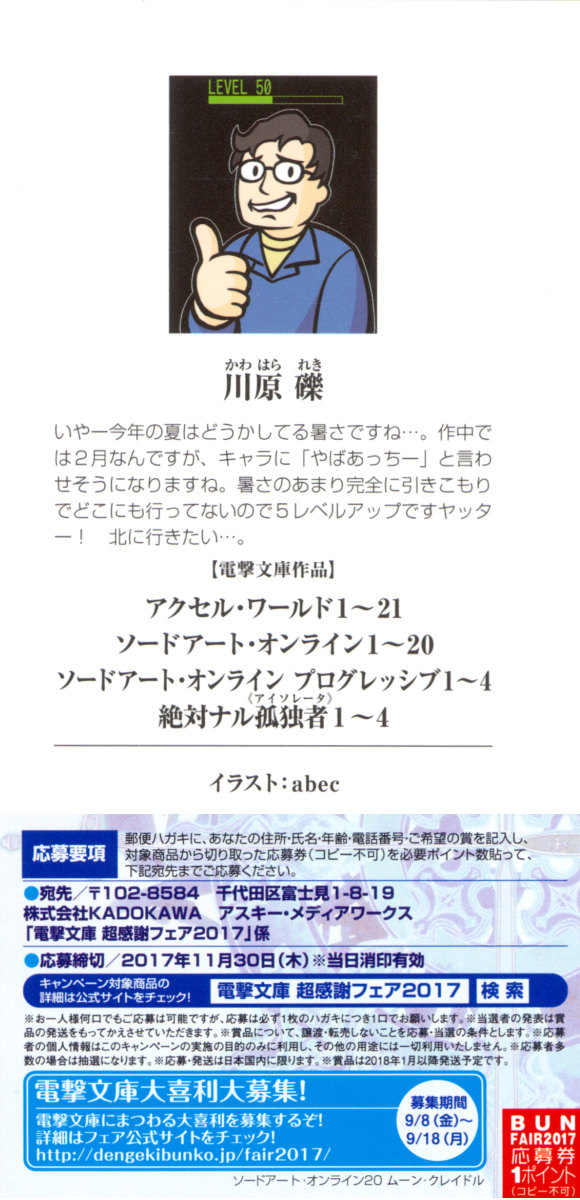 LEVEL 50
かわ はら れき
川原 礫
いやー今年の夏はどうかしてる暑さですね…。作中で
は２月なんですが、キャラに「やばあっちー」と言わ
せそうになりますね。暑さのあまり完全に引きこもり
でどこにも行ってないので５レベルアップですヤッタ
ー！　北に行きたい…。
【電撃文庫作品】
アクセル・ワールド1～21
ソードアート・オンライン1～20
ソードアート・オンライン プログレッシブ1～4
《アイソレータ》
絶対ナル孤独者1～4
イラスト：abec
応募要項
郵便ハガキに、あなたの住所・氏名・年齢・電話番号・ご希望の賞を記入し、
対象商品から切り取った応募券（コピー不可）を必要ポイント数貼って、
下記宛先までご応募ください。
●宛先／〒102-8584　千代田区富士見1-8-19
株式会社KADOKAWA　アスキー・メディアワークス
「電撃文庫 超感謝フェア2017」係
●応募締切／2017年11月30日（木）※当日消印有効
キャンペーン対象商品の
詳細は公式サイトをチェック！
電撃文庫 超感謝フェア2017 検索
※お一人様何口でもご応募は可能ですが、応募は必ず1枚のハガキにつき1口でお願いします。※当選者の発表は賞
品の発送をもってかえさせていただきます。※賞品について、譲渡・転売しないことを応募・当選の条件とします。※応募
者の個人情報はこのキャンペーンの実施の目的のみに利用し、その他の用途には一切利用いたしません。※応募者多
数の場合は抽選になります。※応募・発送は日本国内に限ります。※賞品は2018年1月以降発送予定です。
電撃文庫大喜利大募集！
電撃文庫にまつわる大喜利を募集するぞ！
詳細はフェア公式サイトをチェック！
http://dengekibunko.jp/fair2017/
募集期間
9/8（金）～
9/18（月）
BUN
FAIR2017
応募券
1ポイント
（コピー不可）
ソードアート・オンライン20 ムーン・クレイドル